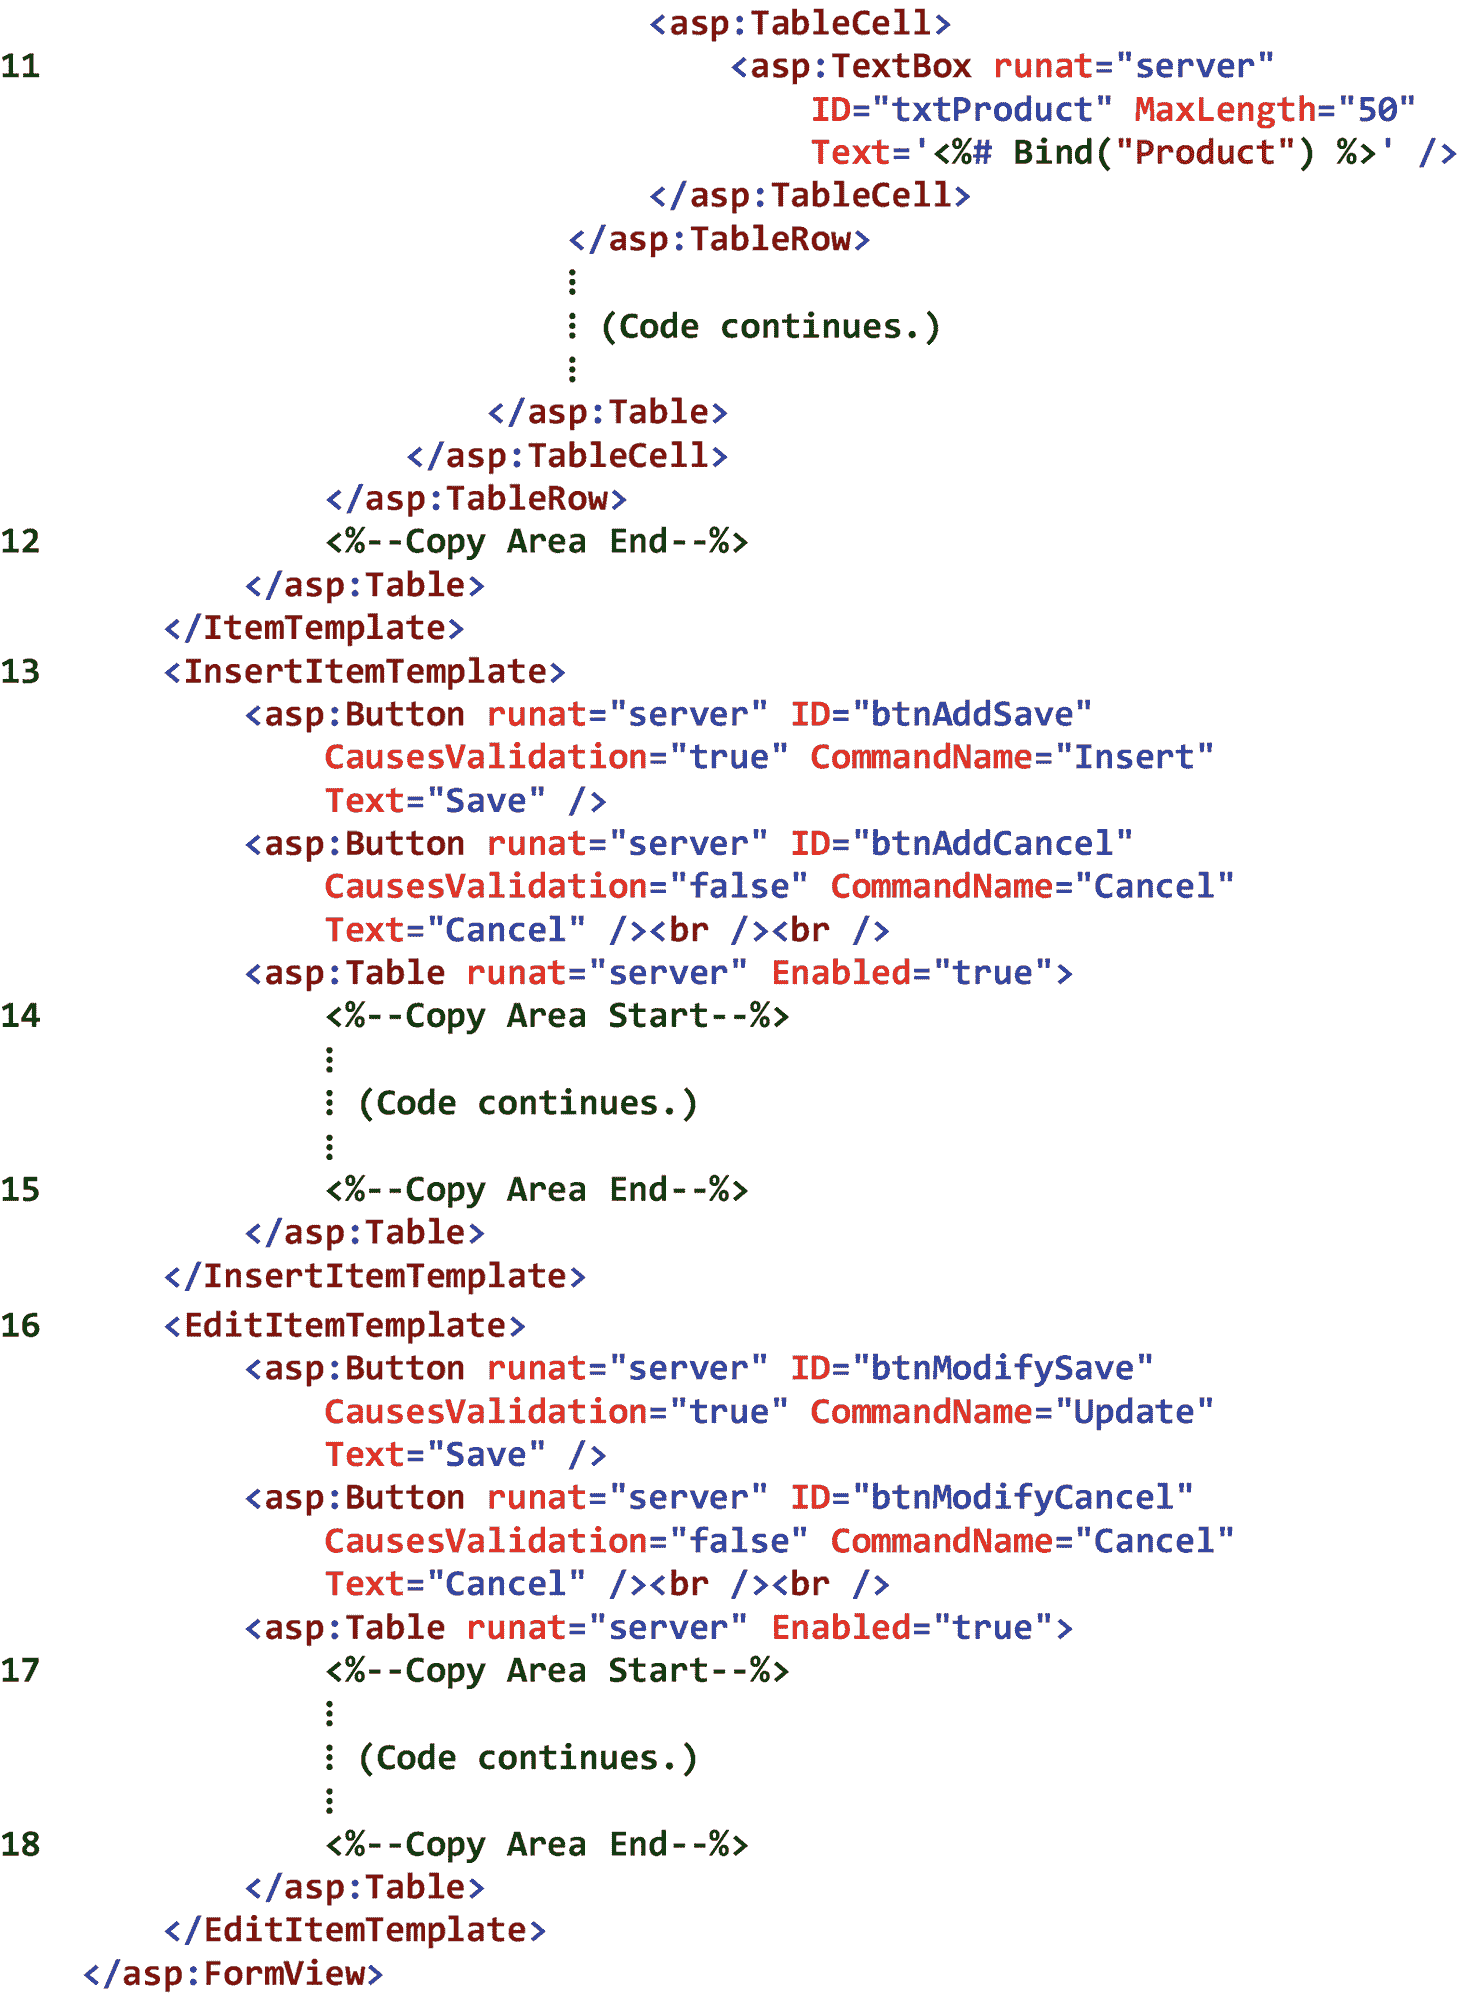 <asp:TableCell>
11 <asp:TextBox runat="server"
ID="txtProduct" MaxLength="50"
Text='<%# Bind("Product") %>' />
</asp:TableCell>
</asp:TableRow>
⋮
⋮ (Code continues.)
⋮
</asp:Table>
</asp:TableCell>
</asp:TableRow>
12 <%--Copy Area End--%>
</asp:Table>
</ItemTemplate>
13 <InsertItemTemplate>
<asp:Button runat="server" ID="btnAddSave"
CausesValidation="true" CommandName="Insert"
Text="Save" />
<asp:Button runat="server" ID="btnAddCancel"
CausesValidation="false" CommandName="Cancel"
Text="Cancel" /><br /><br />
<asp:Table runat="server" Enabled="true">
14 <%--Copy Area Start--%>
⋮
⋮ (Code continues.)
⋮
15 <%--Copy Area End--%>
</asp:Table>
</InsertItemTemplate>
16 <EditItemTemplate>
<asp:Button runat="server" ID="btnModifySave"
CausesValidation="true" CommandName="Update"
Text="Save" />
<asp:Button runat="server" ID="btnModifyCancel"
CausesValidation="false" CommandName="Cancel"
Text="Cancel" /><br /><br />
<asp:Table runat="server" Enabled="true">
17 <%--Copy Area Start--%>
⋮
⋮ (Code continues.)
⋮
18 <%--Copy Area End--%>
</asp:Table>
</EditItemTemplate>
</asp:FormView>